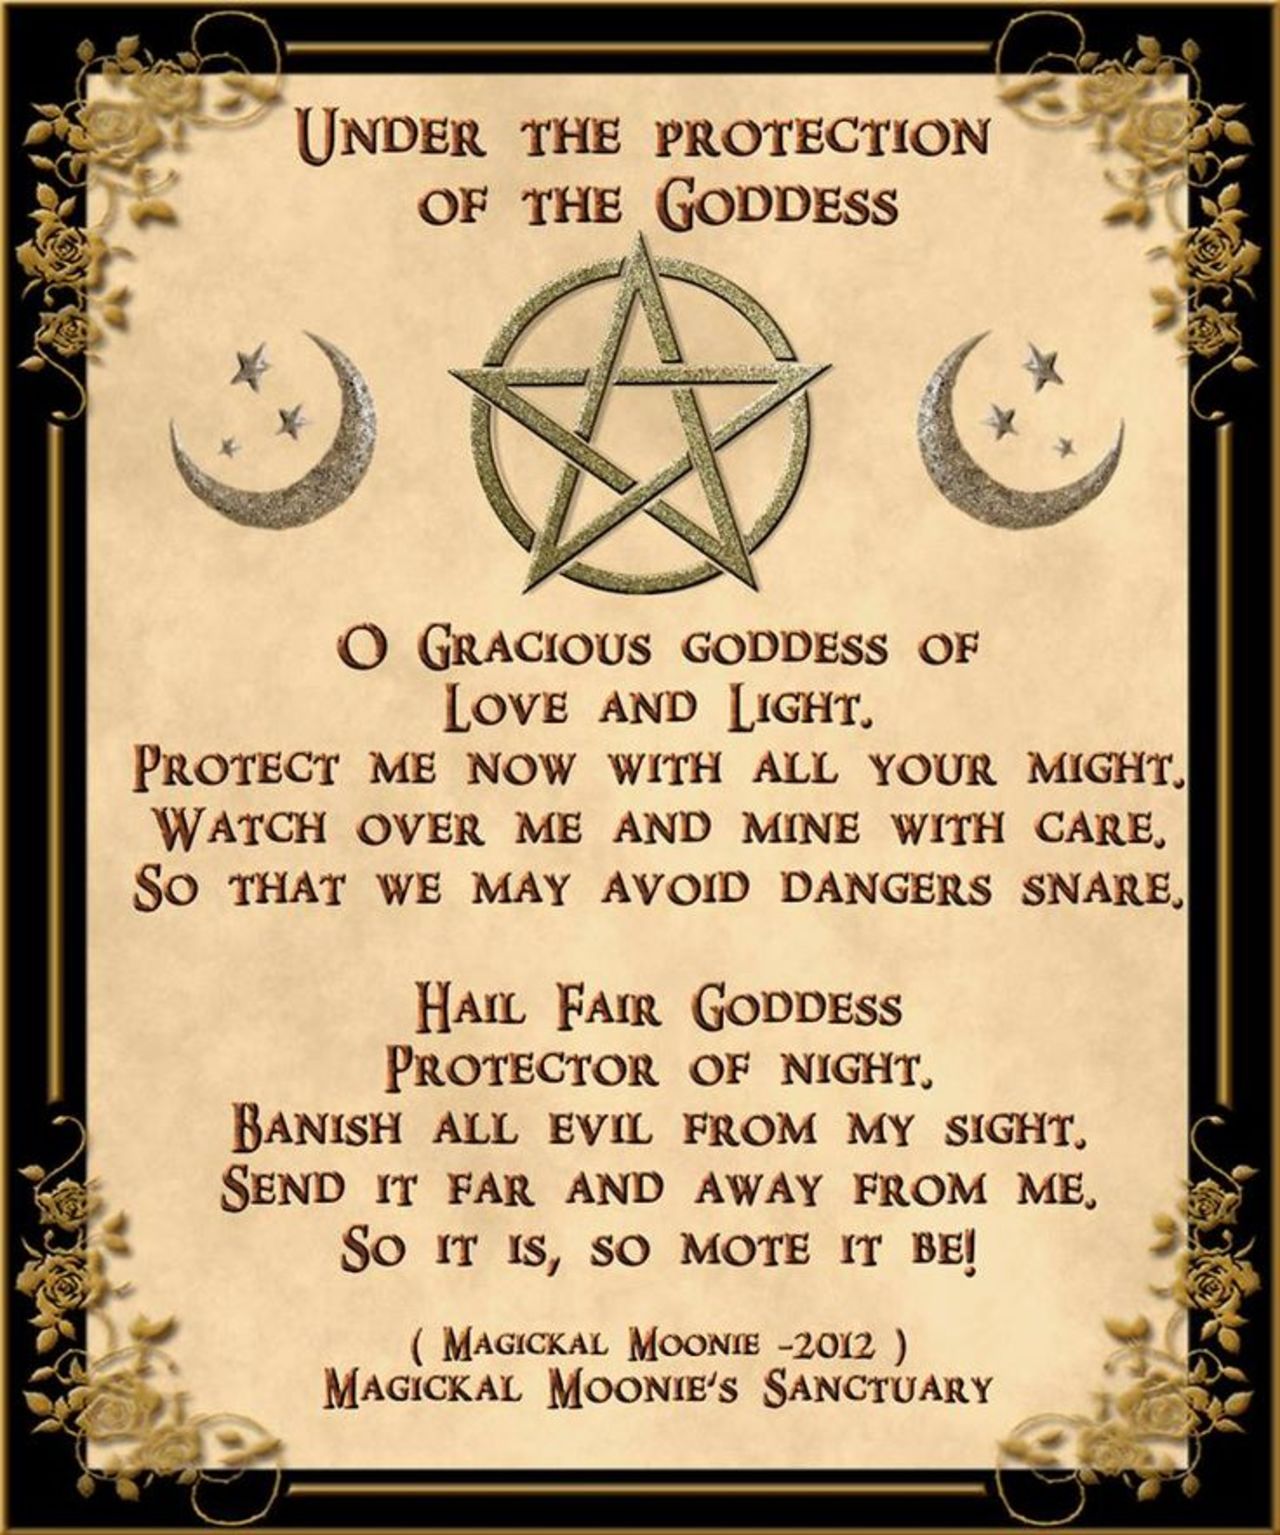 Under the protection
of the Goddess
O Gracious goddess of
Love and Light.
Protect me now with all your might.
Watch over me and mine with care.
So that we may avoid dangers snare.
Hail Fair Goddess
Protector of night.
Banish all evil from my sight.
Send it far and away from me.
So it is, so mote it be!
( Magickal Moonie -2012 )
Magickal Moonie's Sanctuary